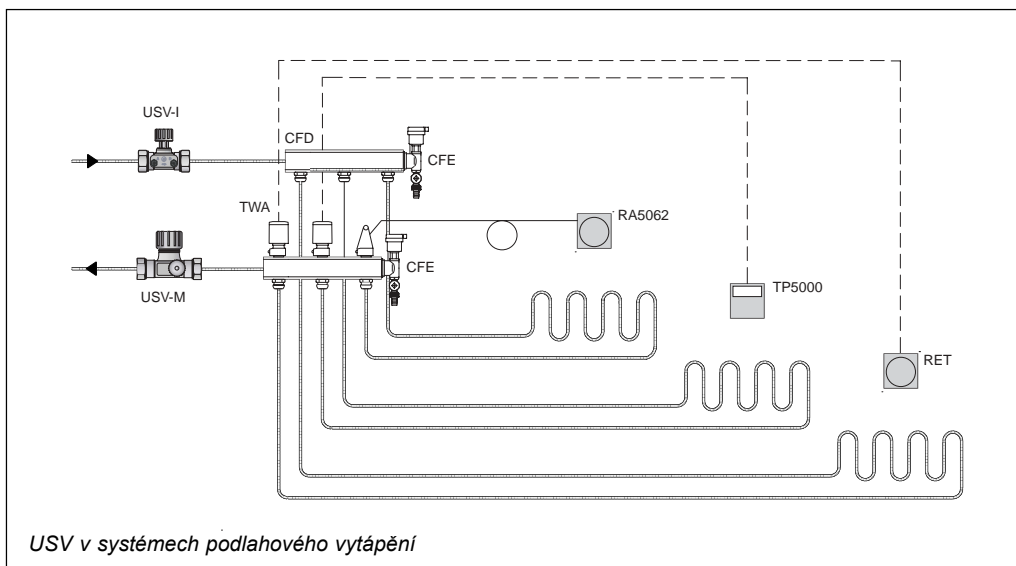 USV-I
CFD
CFE
TWA
RA5062
CFE
USV-M
TP5000
RET
USV v systémech podlahového vytápění